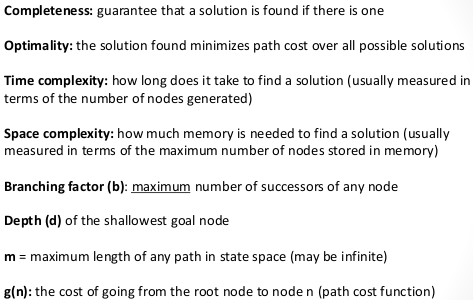 Completeness: guarantee that a solution is found if there is one
Optimality: the solution found minimizes path cost over all possible solutions
Time complexity: how long does it take to find a solution (usually measured in
terms of the number of nodes generated)
Space complexity: how much memory is needed to find a solution (usually
measured in terms of the maximum number of nodes stored in memory)
Branching factor (b): maximum number of successors of any node
Depth (d) of the shallowest goal node
m = maximum length of any path in state space (may be infinite)
g(n): the cost of going from the root node to node n (path cost function)